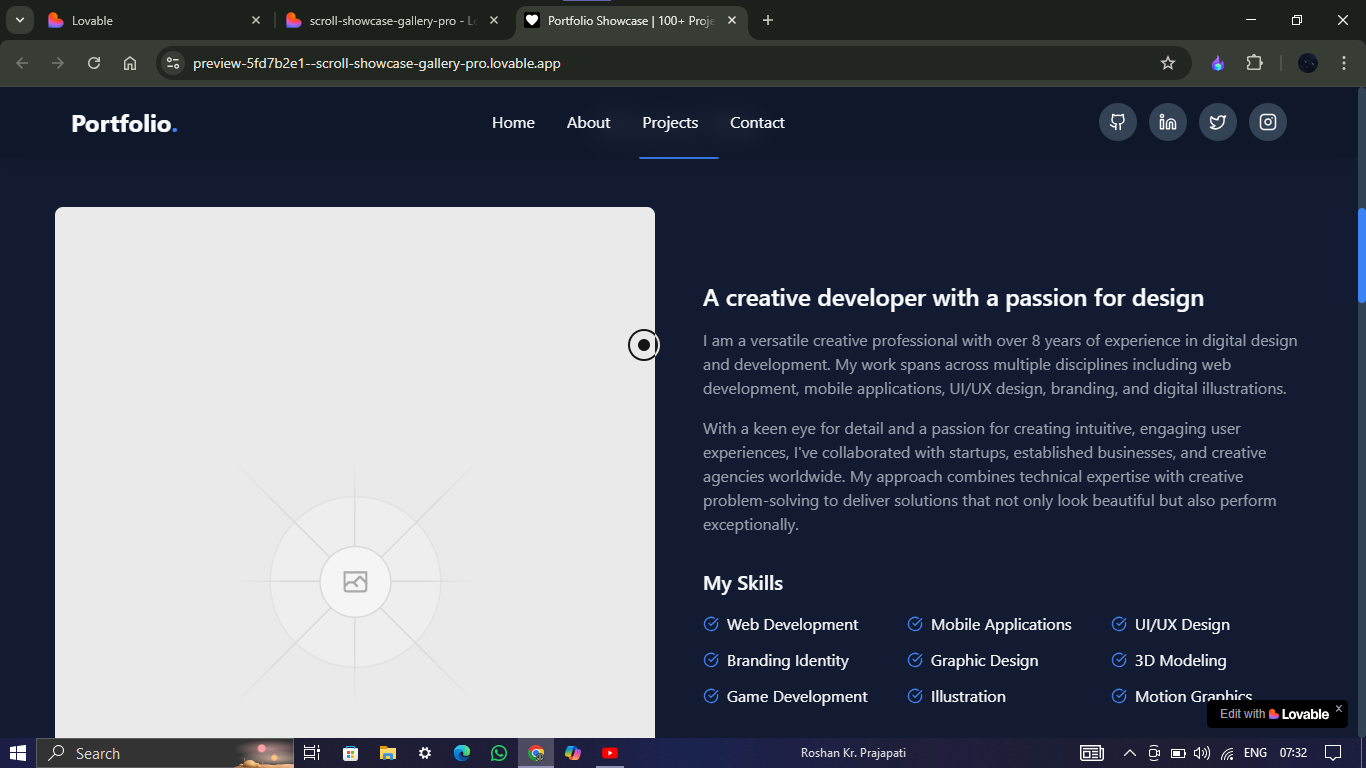 Lovable
scroll-showcase-gallery-pro - Lo
Portfolio Showcase | 100+ Proje
preview-5fd7b2e1--scroll-showcase-gallery-pro.lovable.app
Portfolio.
Home
About
Projects
Contact
A creative developer with a passion for design
I am a versatile creative professional with over 8 years of experience in digital design
and development. My work spans across multiple disciplines including web
development, mobile applications, UI/UX design, branding, and digital illustrations.
With a keen eye for detail and a passion for creating intuitive, engaging user
experiences, I've collaborated with startups, established businesses, and creative
agencies worldwide. My approach combines technical expertise with creative
problem-solving to deliver solutions that not only look beautiful but also perform
exceptionally.
My Skills
Web Development
Mobile Applications
UI/UX Design
Branding Identity
Graphic Design
3D Modeling
Game Development
Illustration
Motion Graphics
Edit with Lovable
Search
Roshan Kr. Prajapati
ENG
07:32